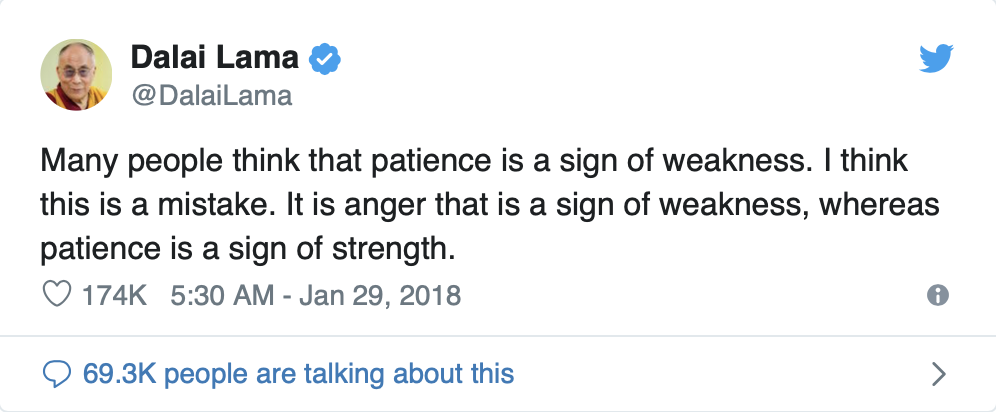 Dalai Lama
@DalaiLama
Many people think that patience is a sign of weakness. I think
this is a mistake. It is anger that is a sign of weakness, whereas
patience is a sign of strength.
174K 5:30 AM - Jan 29, 2018
69.3K people are talking about this